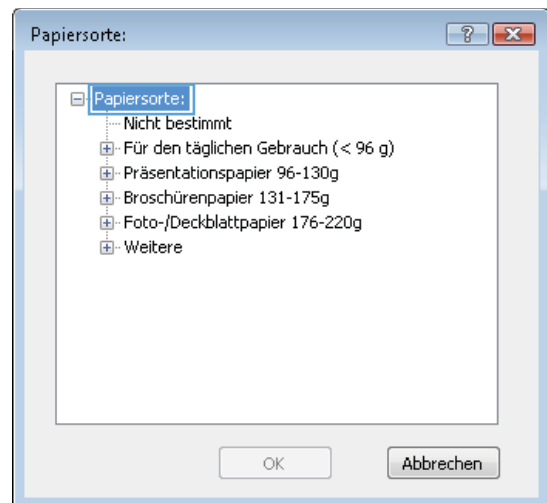 Papiersorte:
?
Papiersorte:
Nicht bestimmt
Für den täglichen Gebrauch (< 96 g)
Präsentationspapier 96-130g
Broschürenpapier 131-175g
Foto-/Deckblattpapier 176-220g
Weitere
OK Abbrechen